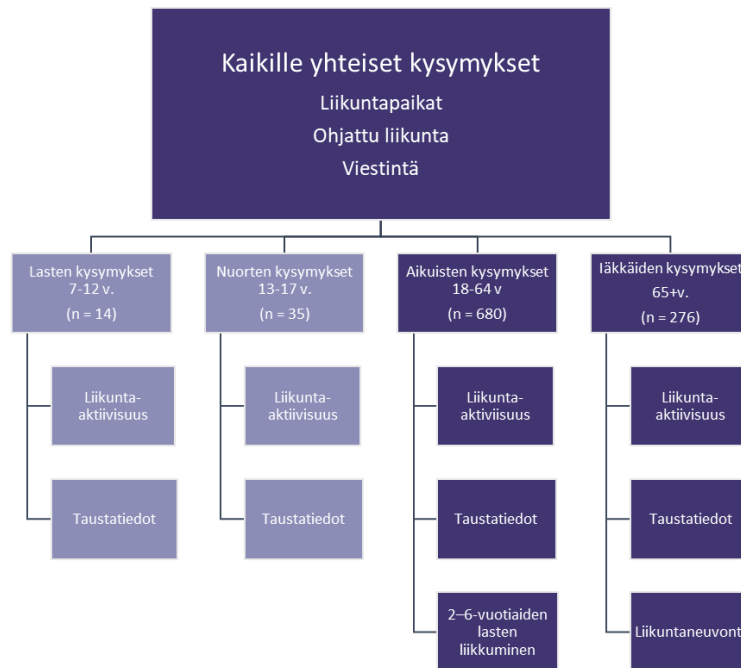 Kaikille yhteiset kysymykset
Liikuntapaikat
Ohjattu liikunta
Viestintä
Lasten kysymykset
7-12 v.
(n = 14)
Nuorten kysymykset
13-17 v.
(n = 35)
Aikuisten kysymykset
18-64 v
(n = 680)
Iäkkäiden kysymykset
65+v.
(n = 276)
Liikunta-
aktiivisuus
Liikunta-
aktiivisuus
Liikunta-
aktiviisuus
Liikunta-
aktiivisuus
Taustatiedot
Taustatiedot
Taustatiedot
Taustatiedot
2–6-vuotiaiden
lasten
liikkuminen
Liikuntaneuvont